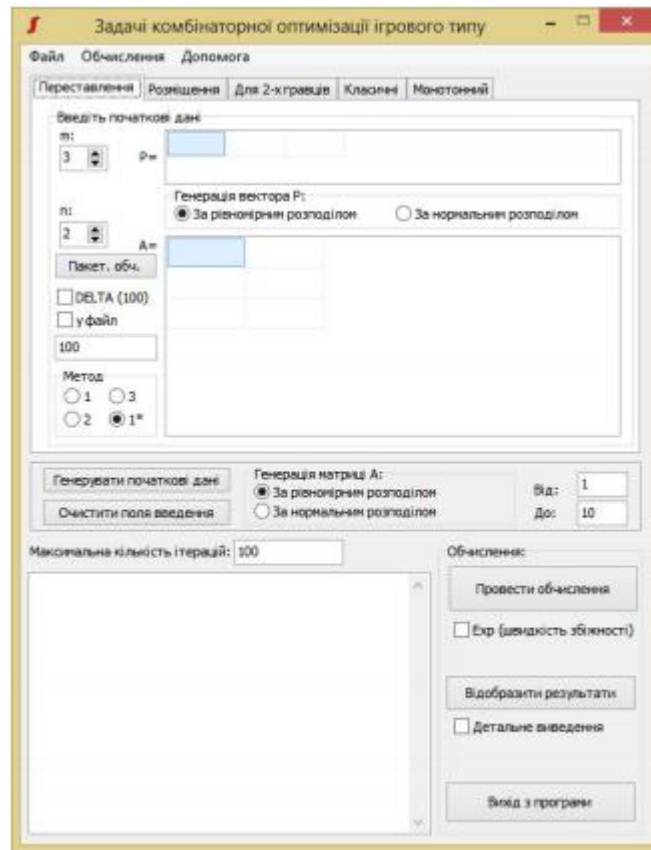 Задачі комбінаторної оптимізації ігрового типу
Файл Обчислення Допомога
Переставлення Розміщення Для 2-х гравців Класичні Монотонний
Введіть початкові дані
m:
3 P=
Генерація вектора P:
За рівномірним розподілом За нормальним розподілом
n:
2 A=
Пакет. обч.
DELTA (100)
у файл
100
Метод
1 3
2 1*
Генерувати початкові дані
Очистити поля введення
Генерація матриці A:
За рівномірним розподілом
За нормальним розподілом
Від: 1
До: 10
Максимальна кількість ітерацій: 100
Обчислення:
Провести обчислення
Exp (швидкість збіжності)
Відобразити результати
Детальне виведення
Вихід з програми